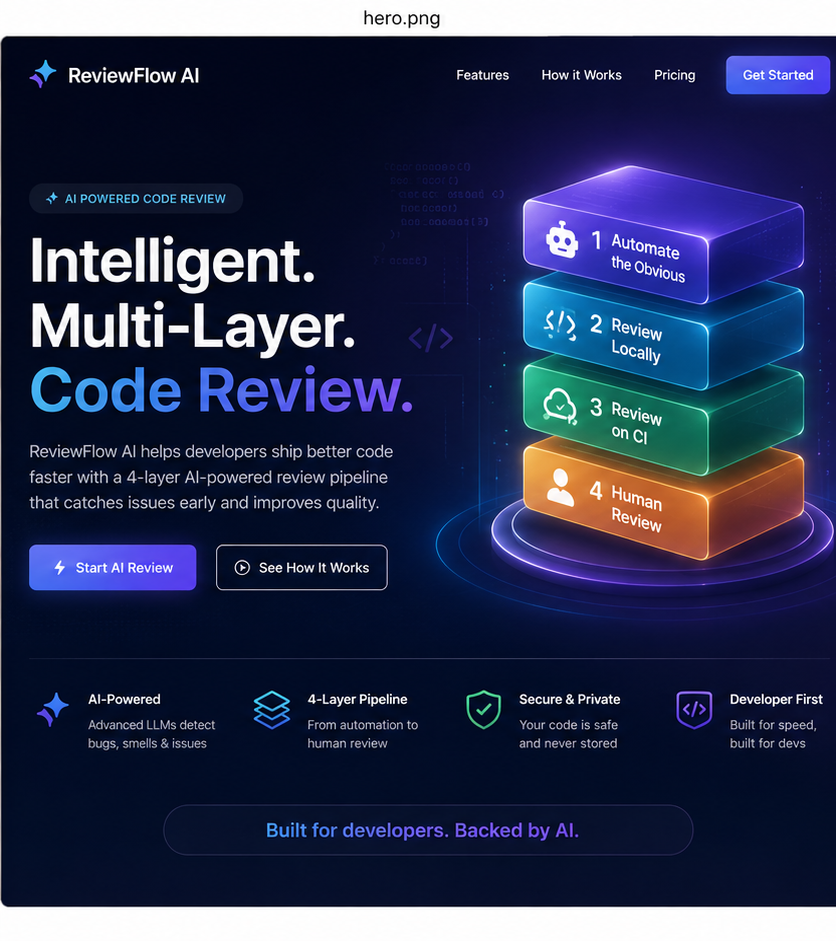 hero.png
ReviewFlow AI
Features
How it Works
Pricing
Get Started
AI POWERED CODE REVIEW
Intelligent.
Multi-Layer.
Code Review.
ReviewFlow AI helps developers ship better code
faster with a 4-layer AI-powered review pipeline
that catches issues early and improves quality.
Start AI Review
See How It Works
</>
1 Automate
the Obvious
2 Review
Locally
3 Review
on CI
4 Human
Review
AI-Powered
Advanced LLMs detect
bugs, smells & issues
4-Layer Pipeline
From automation to
human review
Secure & Private
Your code is safe
and never stored
Developer First
Built for speed,
built for devs
Built for developers. Backed by AI.